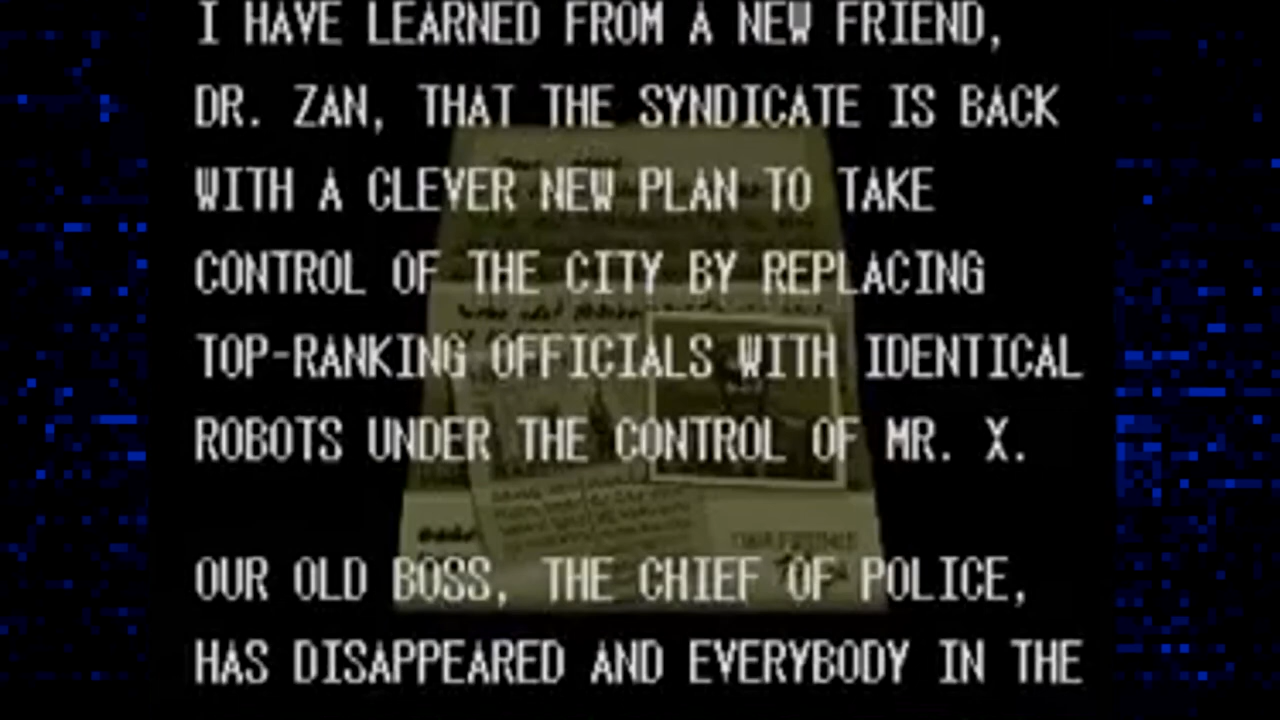 I HAVE LEARNED FROM A NEW FRIEND,
DR. ZAN, THAT THE SYNDICATE IS BACK
WITH A CLEVER NEW PLAN TO TAKE
CONTROL OF THE CITY BY REPLACING
TOP-RANKING OFFICIALS WITH IDENTICAL
ROBOTS UNDER THE CONTROL OF MR. X.
OUR OLD BOSS, THE CHIEF OF POLICE,
HAS DISAPPEARED AND EVERYBODY IN THE